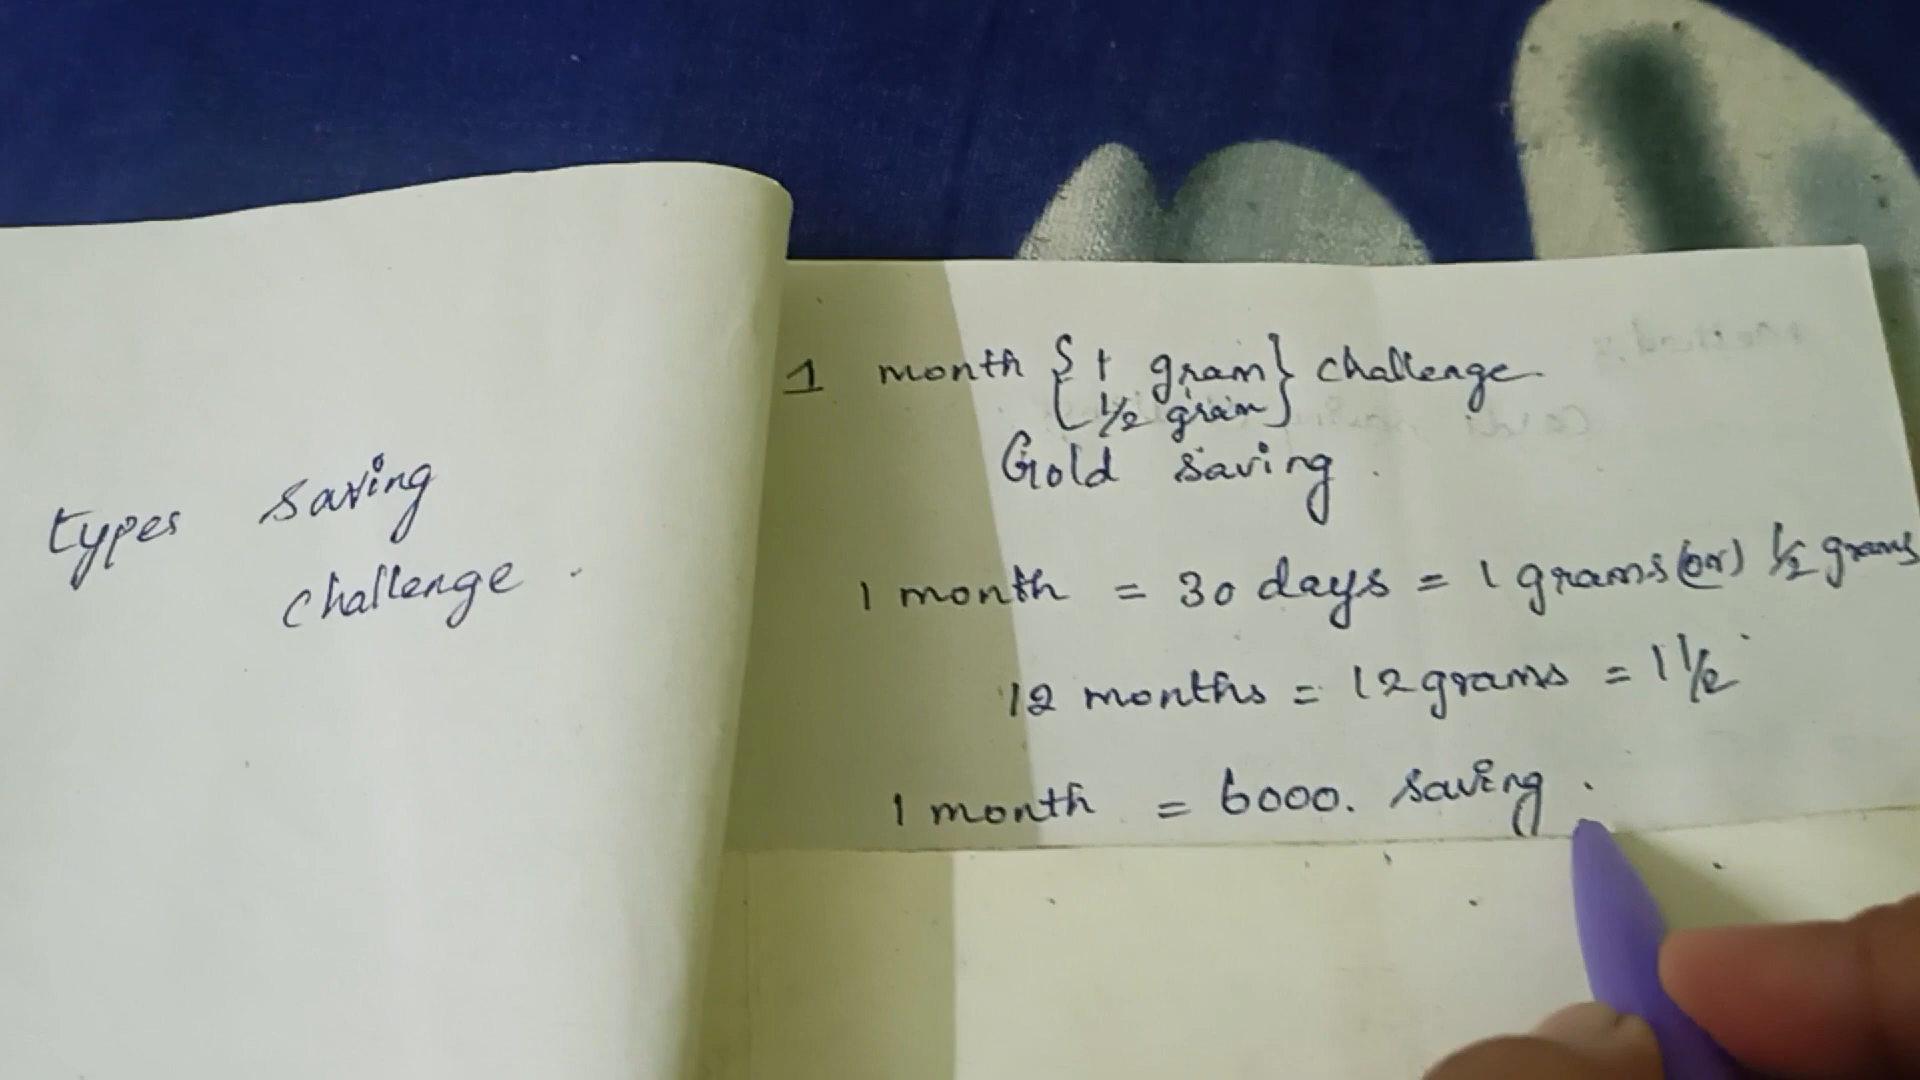 types saving
challenge.
1 month { 1 gram } challenge
{ 1/2 gram }
Gold saving.
1 month = 30 days = 1 grams (or) 1/2 grams
12 months = 12 grams = 1 1/2
1 month = 6000. saving.